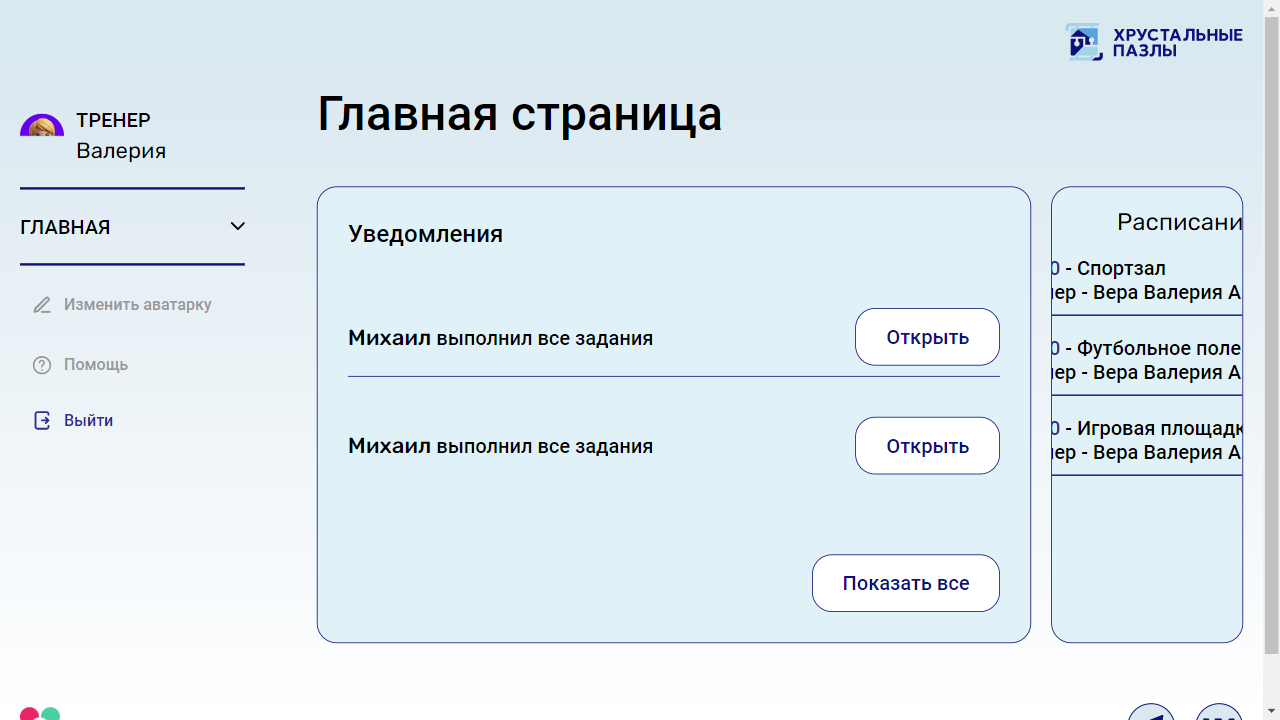 ХРУСТАЛЬНЫЕ
ПАЗЛЫ
ТРЕНЕР
Валерия
ГЛАВНАЯ
Изменить аватарку
Помощь
Выйти
Главная страница
Уведомления
Михаил выполнил все задания
Открыть
Михаил выполнил все задания
Открыть
Показать все
Расписани
0 - Спортзал
ер - Вера Валерия А
0 - Футбольное поле
ер - Вера Валерия А
0 - Игровая площадк
ер - Вера Валерия А